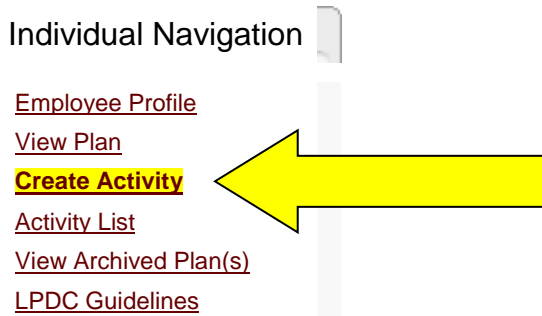 Individual Navigation
Employee Profile
View Plan
Create Activity
Activity List
View Archived Plan(s)
LPDC Guidelines